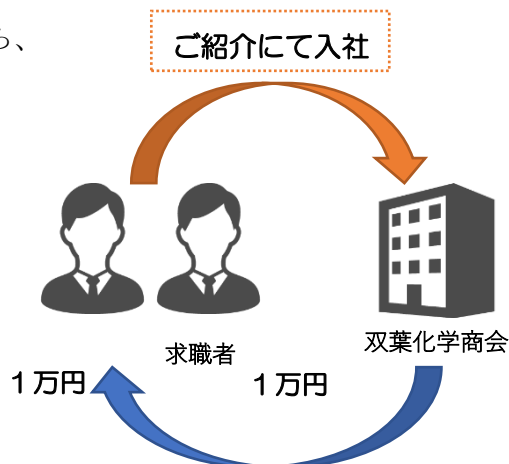 ら、
ご紹介にて入社
求職者
双葉化学商会
１万円
１万円